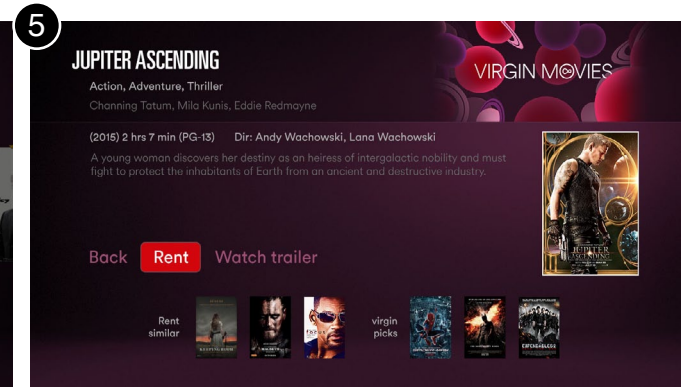 5
JUPITER ASCENDING
VIRGIN MOVIES
Action, Adventure, Thriller
Channing Tatum, Mila Kunis, Eddie Redmayne
(2015) 2 hrs 7 min (PG-13) Dir: Andy Wachowski, Lana Wachowski
A young woman discovers her destiny as an heiress of intergalactic nobility and must
fight to protect the inhabitants of Earth from an ancient and destructive industry.
JUPITER
ASCENDING
Back Rent Watch trailer
Rent
similar
virgin
picks